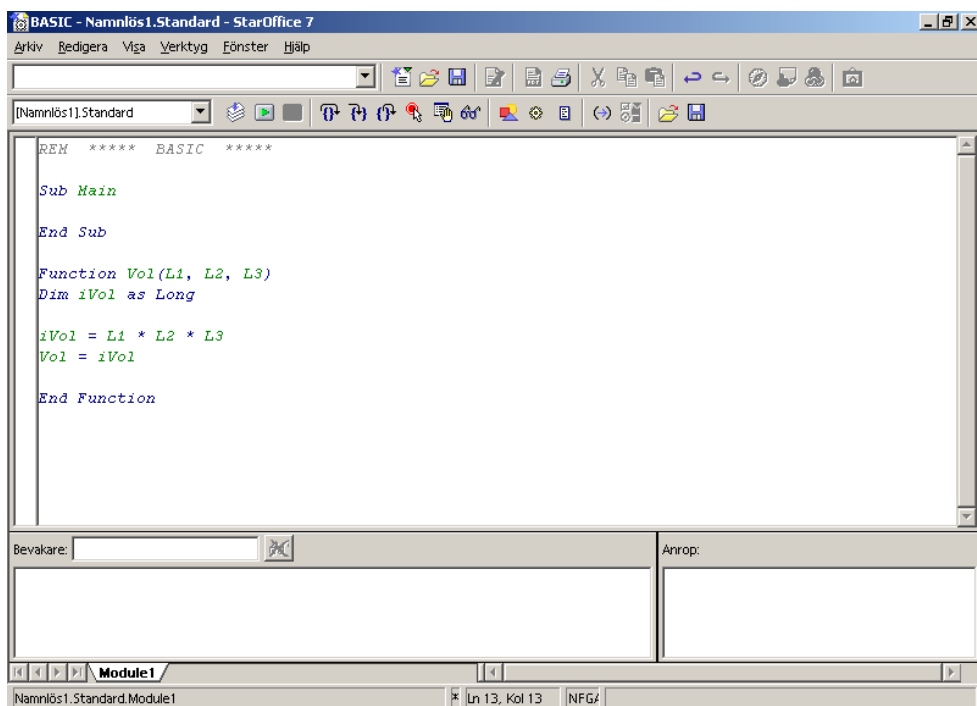 BASIC - Namnlös1.Standard - StarOffice 7
Arkiv Redigera Visa Verktyg Fönster Hjälp
[Namnlös1].Standard
REM ***** BASIC *****
Sub Main
End Sub
Function Vol(L1, L2, L3)
Dim iVol as Long
iVol = L1 * L2 * L3
Vol = iVol
End Function
Bevakare:
Anrop:
Module1
Namnlös1.Standard.Module1 * Ln 13, Kol 13